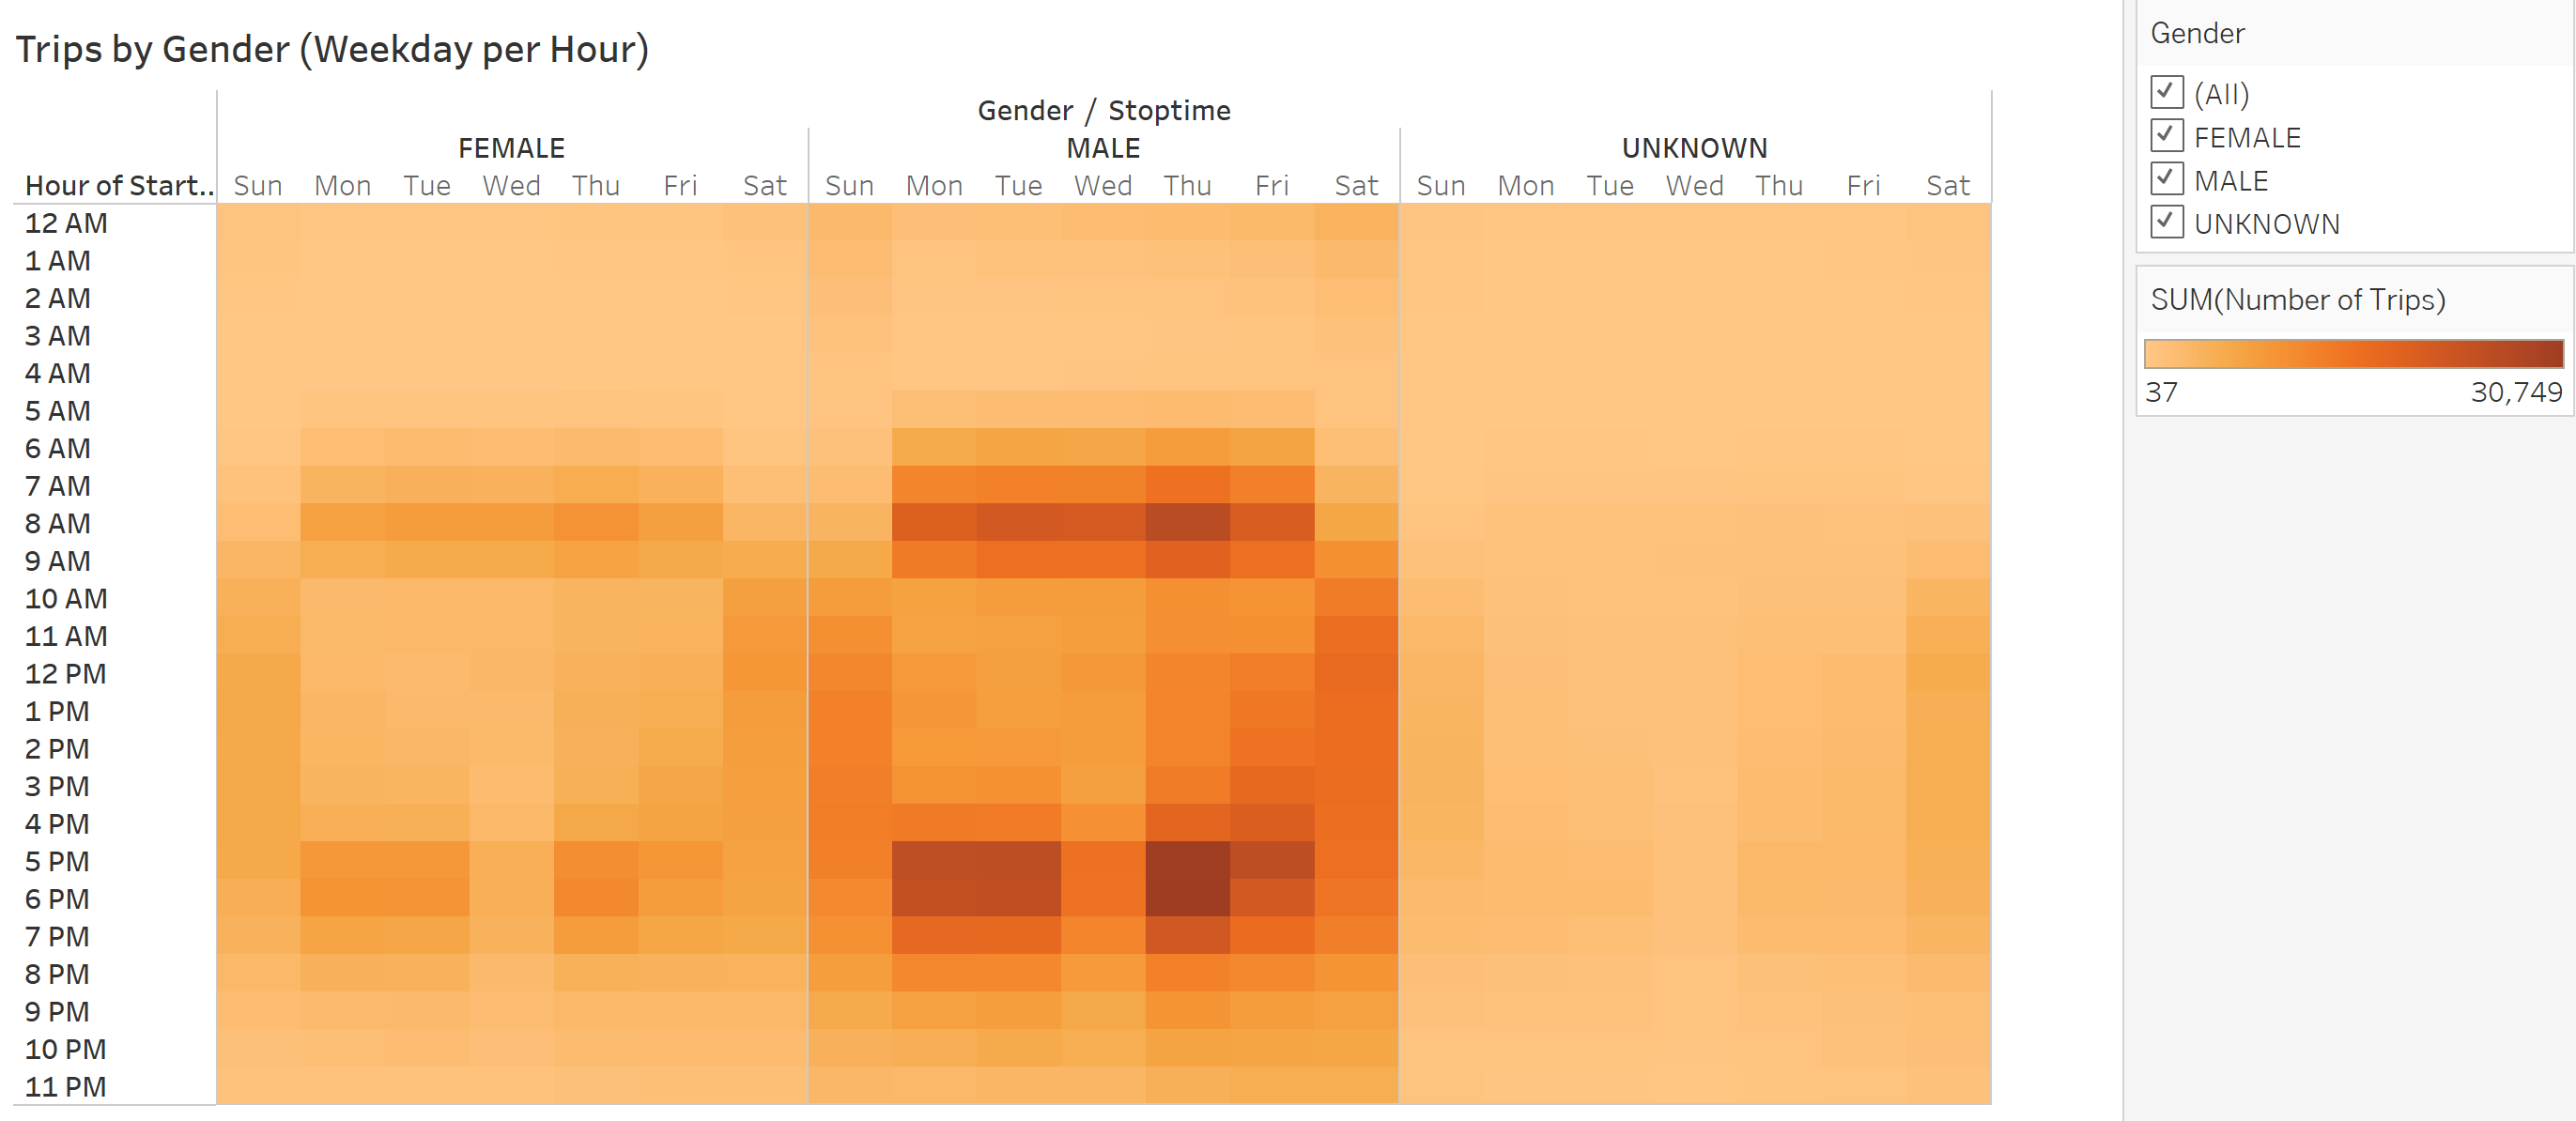 Trips by Gender (Weekday per Hour)
Gender / Stoptime
FEMALE MALE UNKNOWN
Hour of Start.. Sun Mon Tue Wed Thu Fri Sat Sun Mon Tue Wed Thu Fri Sat Sun Mon Tue Wed Thu Fri Sat
12 AM
1 AM
2 AM
3 AM
4 AM
5 AM
6 AM
7 AM
8 AM
9 AM
10 AM
11 AM
12 PM
1 PM
2 PM
3 PM
4 PM
5 PM
6 PM
7 PM
8 PM
9 PM
10 PM
11 PM
Gender
(All)
FEMALE
MALE
UNKNOWN
SUM(Number of Trips)
37 30,749